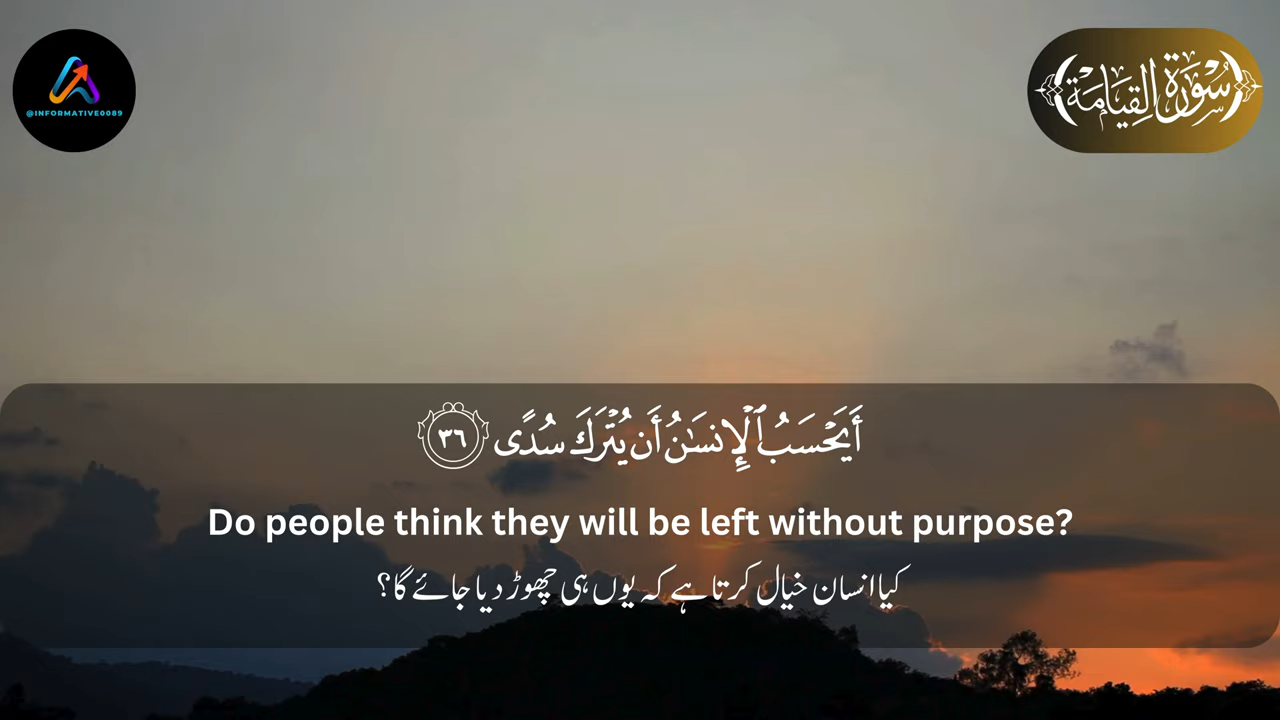 @INFORMATIVE0089
سُورَةُ القِيَامَة
أَيَحْسَبُ ٱلْإِنسَـٰنُ أَن يُتْرَكَ سُدًى ٣٦
Do people think they will be left without purpose?
کیا انسان خیال کرتا ہے کہ یوں ہی چھوڑ دیا جائے گا؟